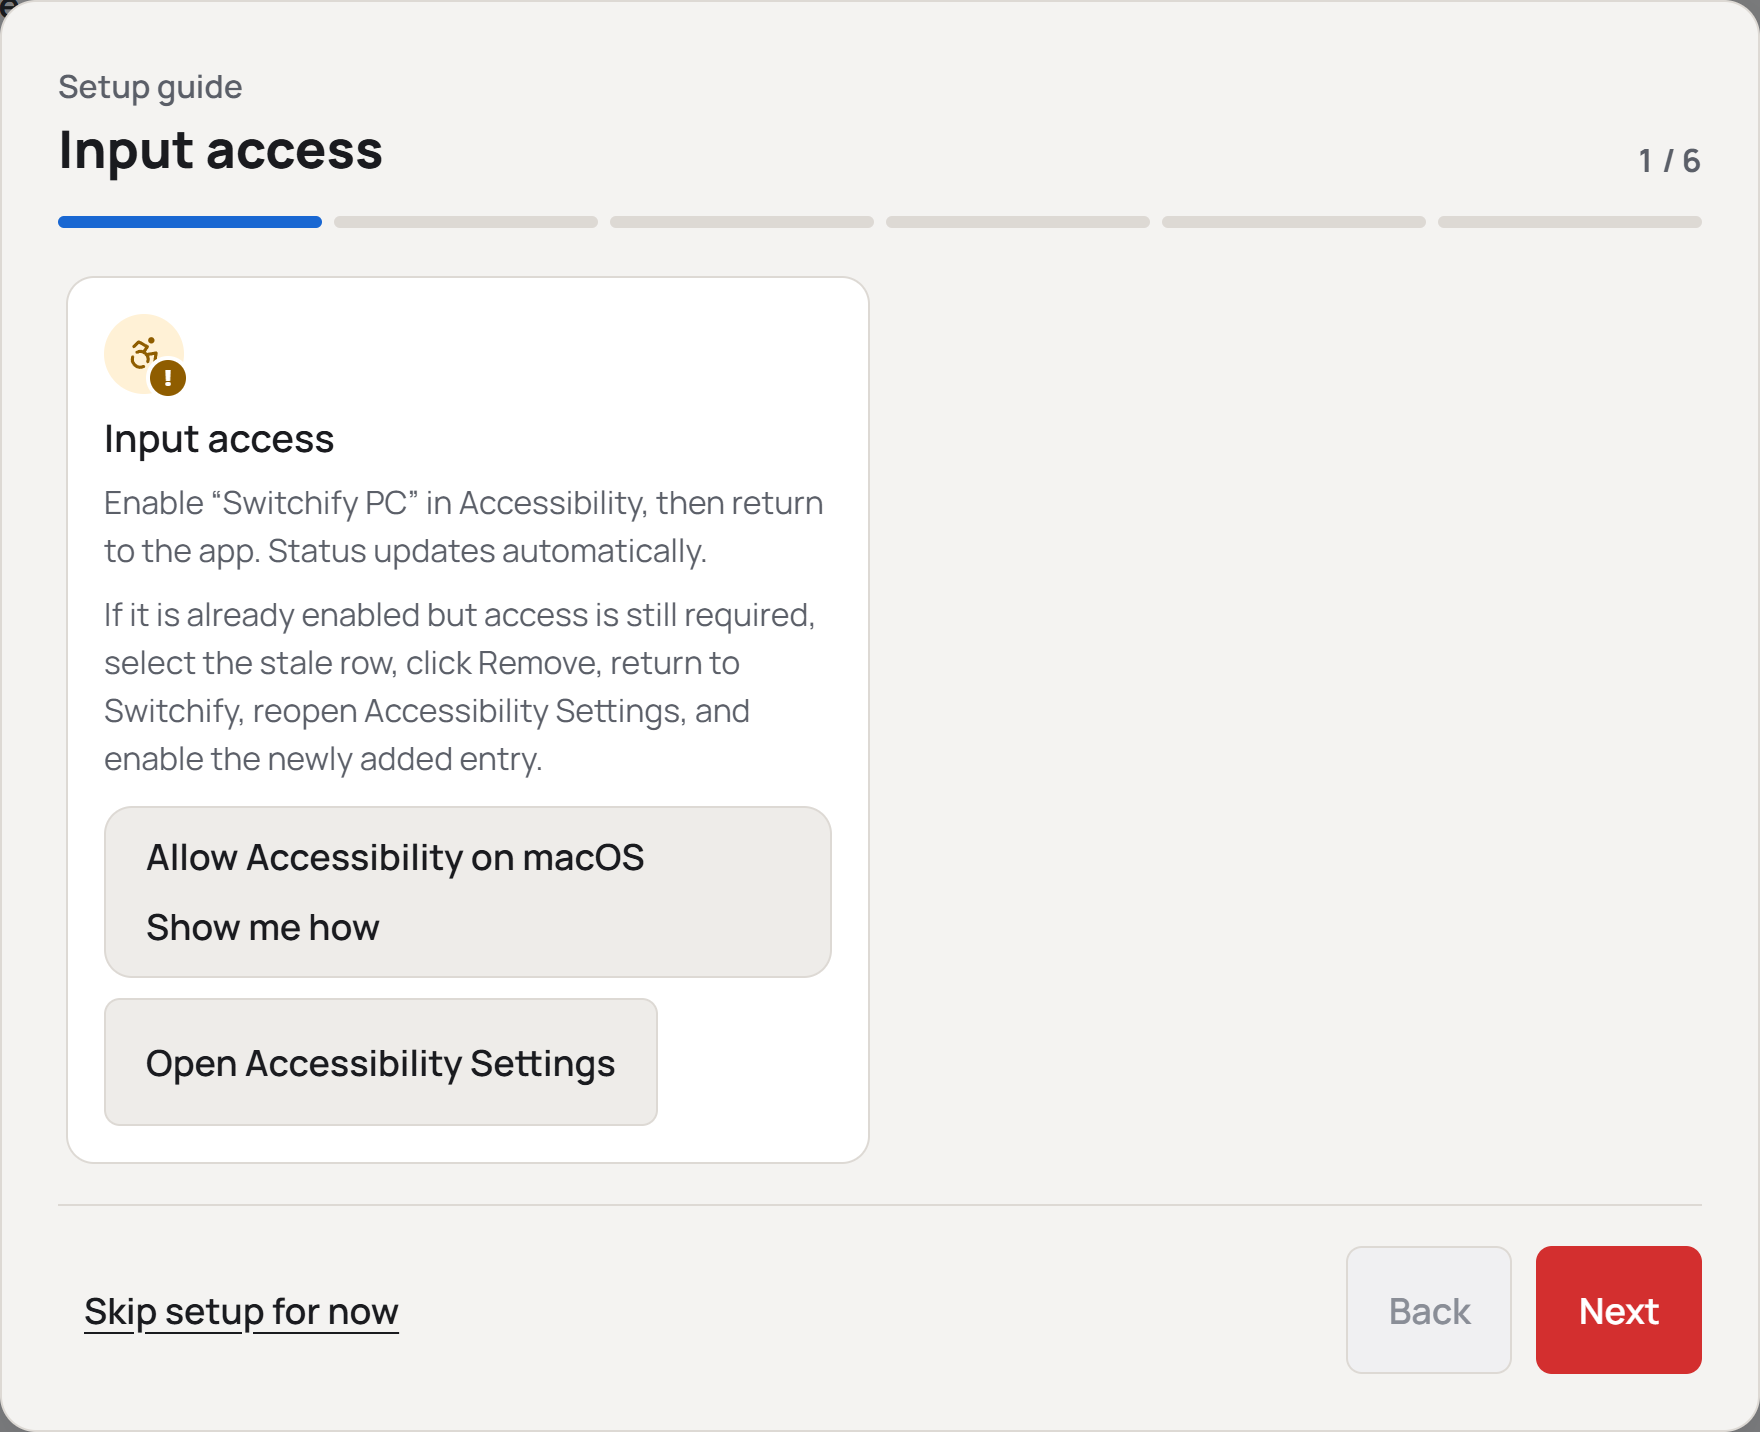 Setup guide
Input access
1 / 6
Input access
Enable “Switchify PC” in Accessibility, then return
to the app. Status updates automatically.
If it is already enabled but access is still required,
select the stale row, click Remove, return to
Switchify, reopen Accessibility Settings, and
enable the newly added entry.
Allow Accessibility on macOS
Show me how
Open Accessibility Settings
Skip setup for now
Back
Next